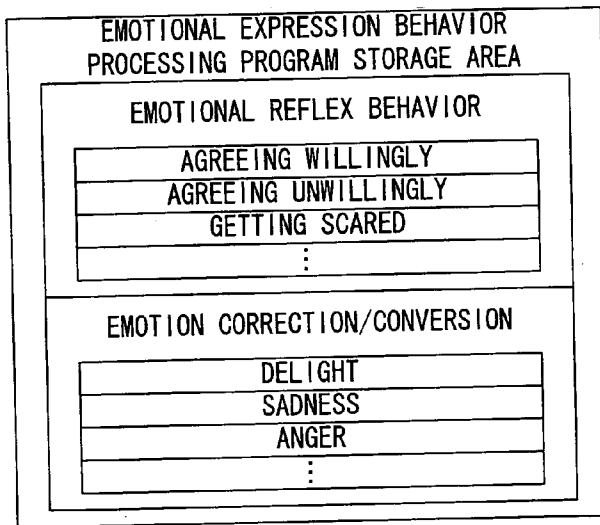 EMOTIONAL EXPRESSION BEHAVIOR
PROCESSING PROGRAM STORAGE AREA
EMOTIONAL REFLEX BEHAVIOR
AGREEING WILLINGLY
AGREEING UNWILLINGLY
GETTING SCARED
⋮
EMOTION CORRECTION/CONVERSION
DELIGHT
SADNESS
ANGER
⋮